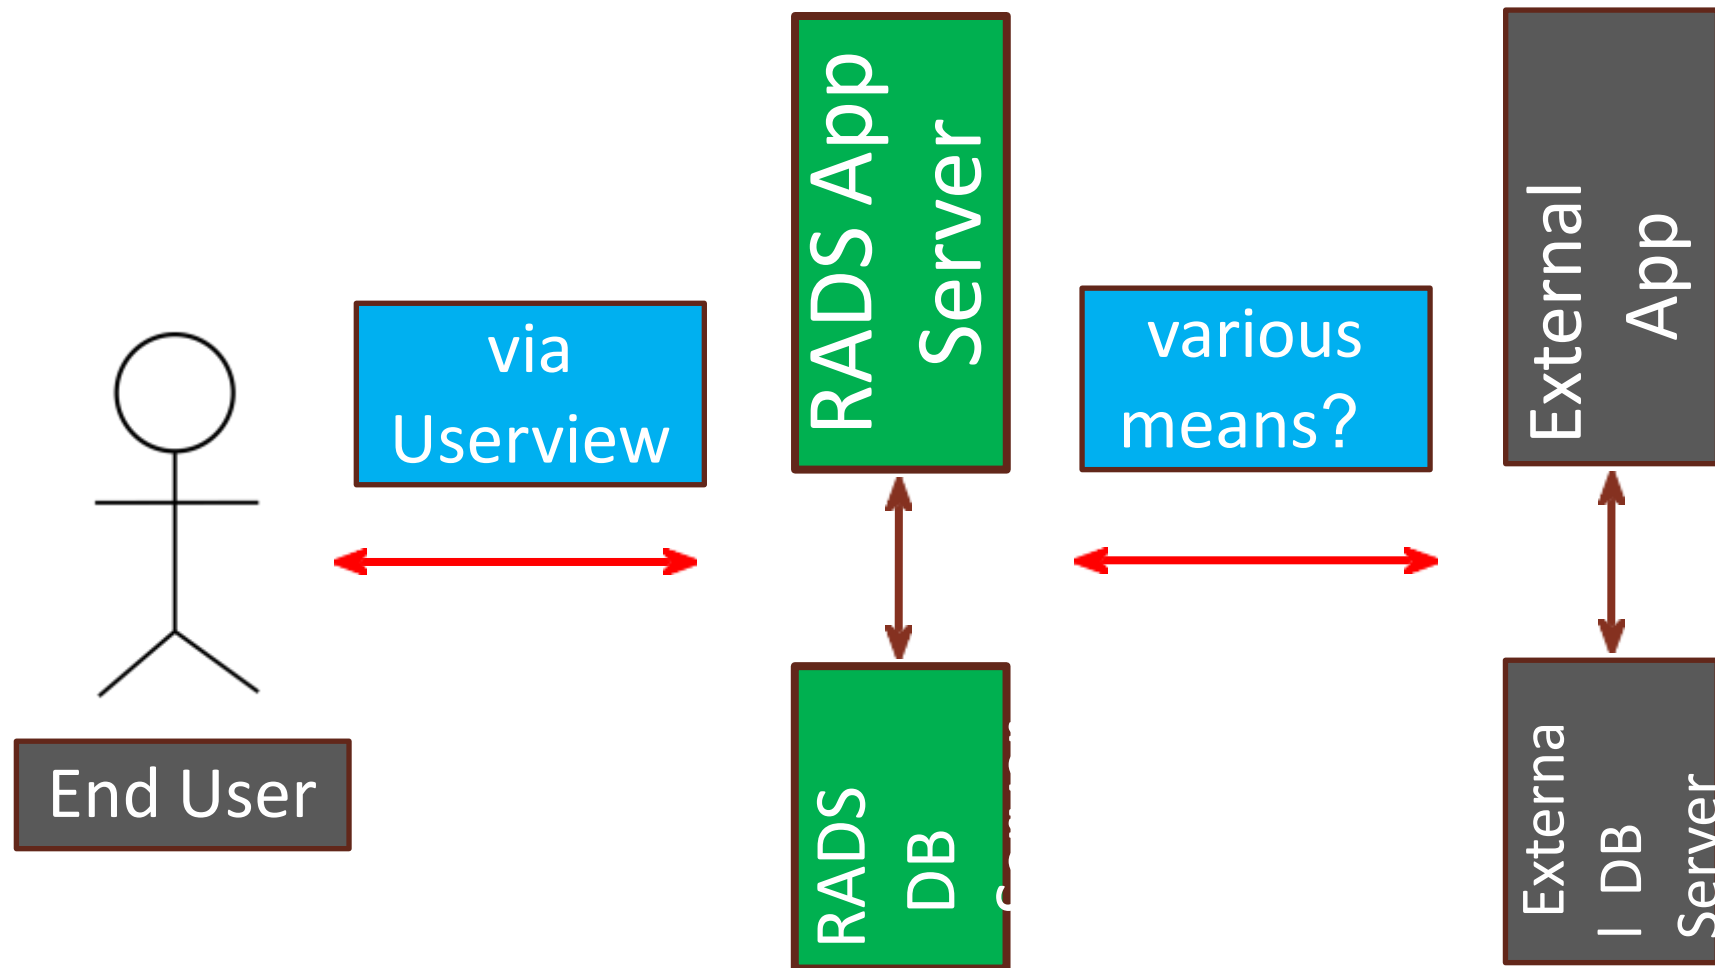 RADS App
Server
External
App
via
Userview
various
means?
End User
RADS
DB
Externa
l DB
Server